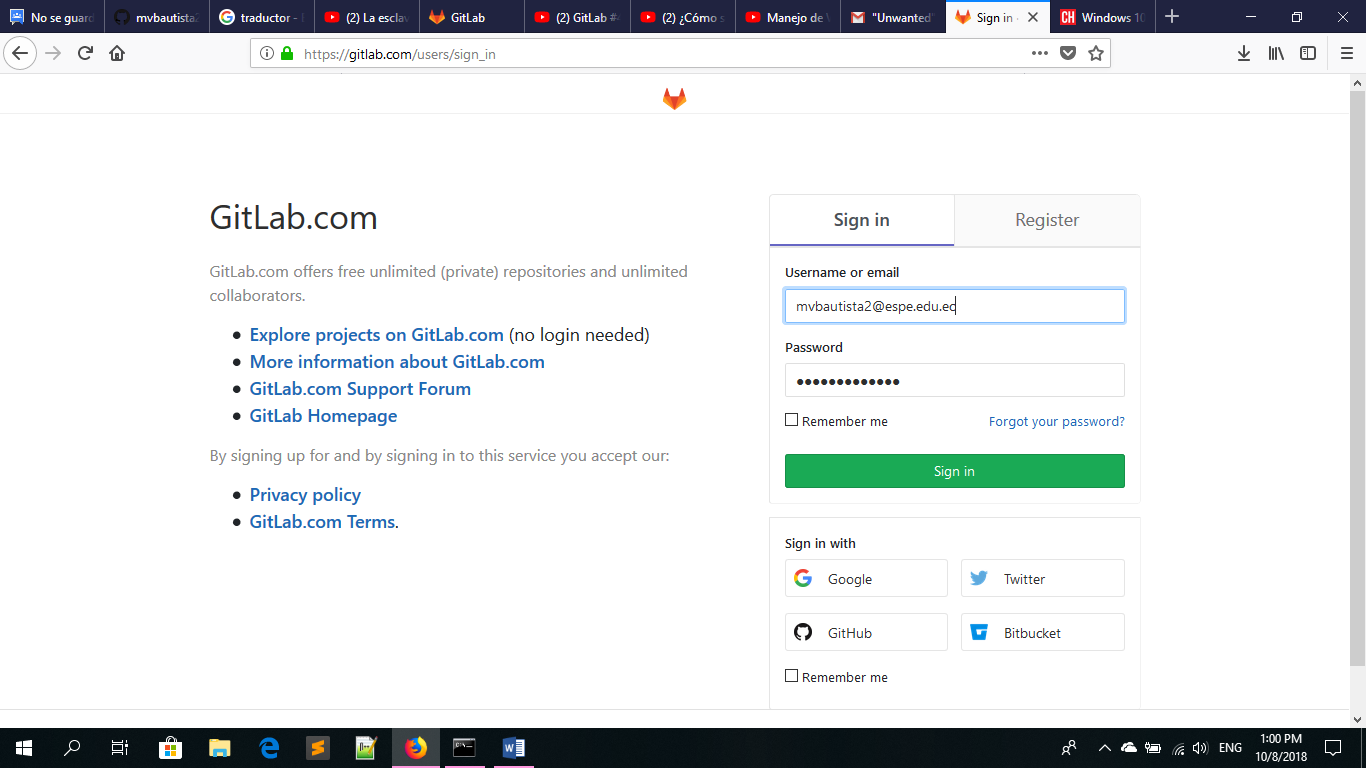 No se guard
mvbautista2
traductor - B
(2) La esclav
GitLab
(2) GitLab #4
(2) ¿Cómo s
Manejo de V
"Unwanted"
Sign in ·
CH Windows 10
https://gitlab.com/users/sign_in
GitLab.com
GitLab.com offers free unlimited (private) repositories and unlimited
collaborators.
Explore projects on GitLab.com (no login needed)
More information about GitLab.com
GitLab.com Support Forum
GitLab Homepage
By signing up for and by signing in to this service you accept our:
Privacy policy
GitLab.com Terms.
Sign in
Register
Username or email
mvbautista2@espe.edu.ec
Password
Remember me
Forgot your password?
Sign in
Sign in with
Google
Twitter
GitHub
Bitbucket
Remember me
ENG
1:00 PM
10/8/2018